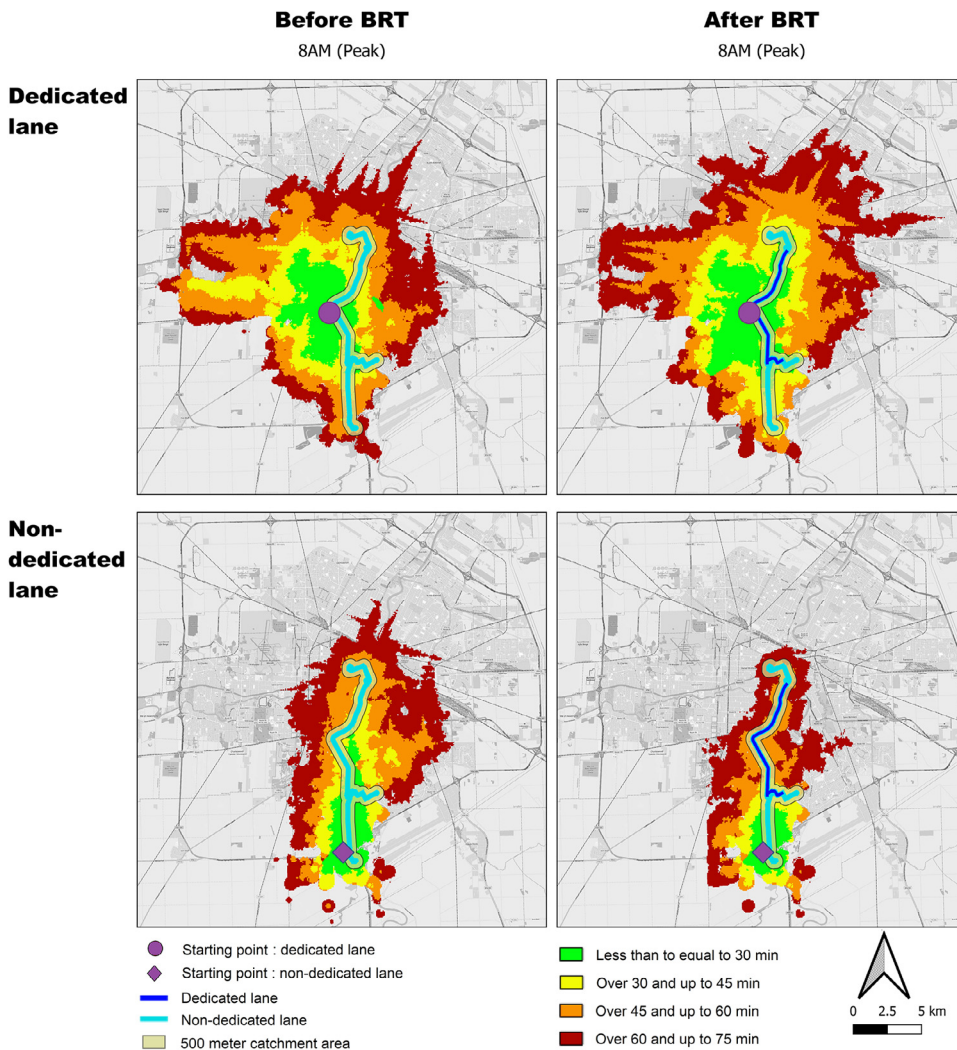 Before BRT
8AM (Peak)
After BRT
8AM (Peak)
Dedicated
lane
Non-
dedicated
lane
Starting point : dedicated lane
Starting point : non-dedicated lane
Dedicated lane
Non-dedicated lane
500 meter catchment area
Less than to equal to 30 min
Over 30 and up to 45 min
Over 45 and up to 60 min
Over 60 and up to 75 min
0 2.5 5 km